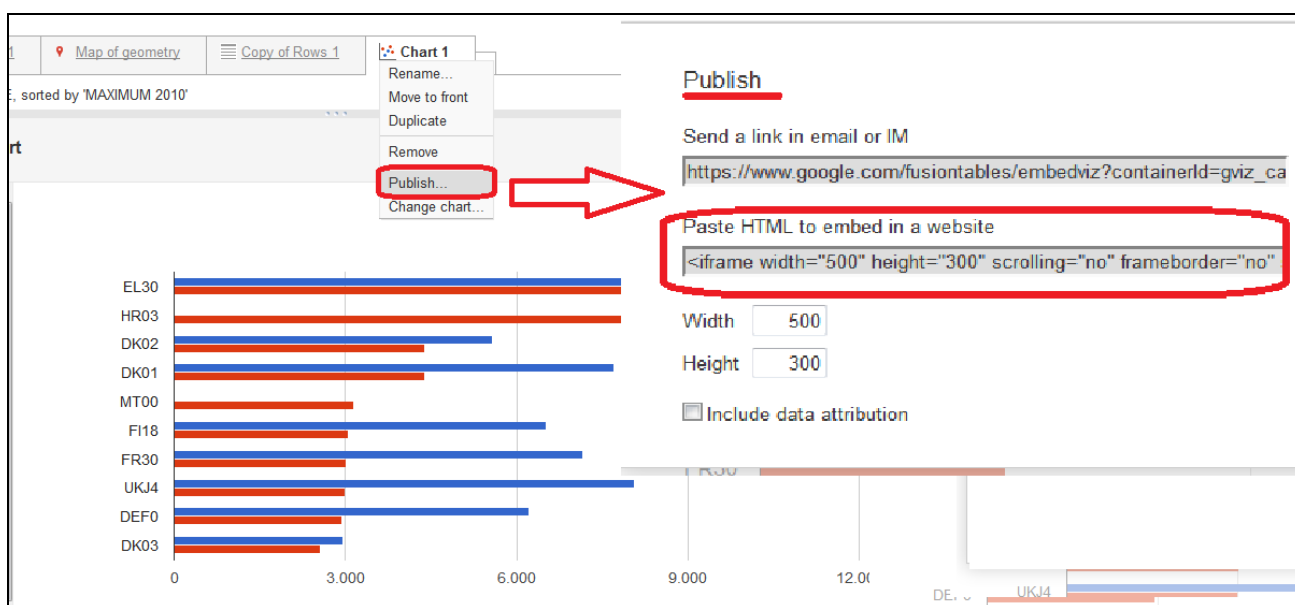 1 Map of geometry Copy of Rows 1 Chart 1
Rename...
Move to front
Duplicate
Remove
Publish...
Change chart...
E, sorted by 'MAXIMUM 2010'
rt
EL30
HR03
DK02
DK01
MT00
FI18
FR30
UKJ4
DEF0
DK03
0 3.000 6.000 9.000 12.0(
Publish
Send a link in email or IM
https://www.google.com/fusiontables/embedviz?containerId=gviz_ca
Paste HTML to embed in a website
<iframe width="500" height="300" scrolling="no" frameborder="no"
Width 500
Height 300
Include data attribution
UKJ4